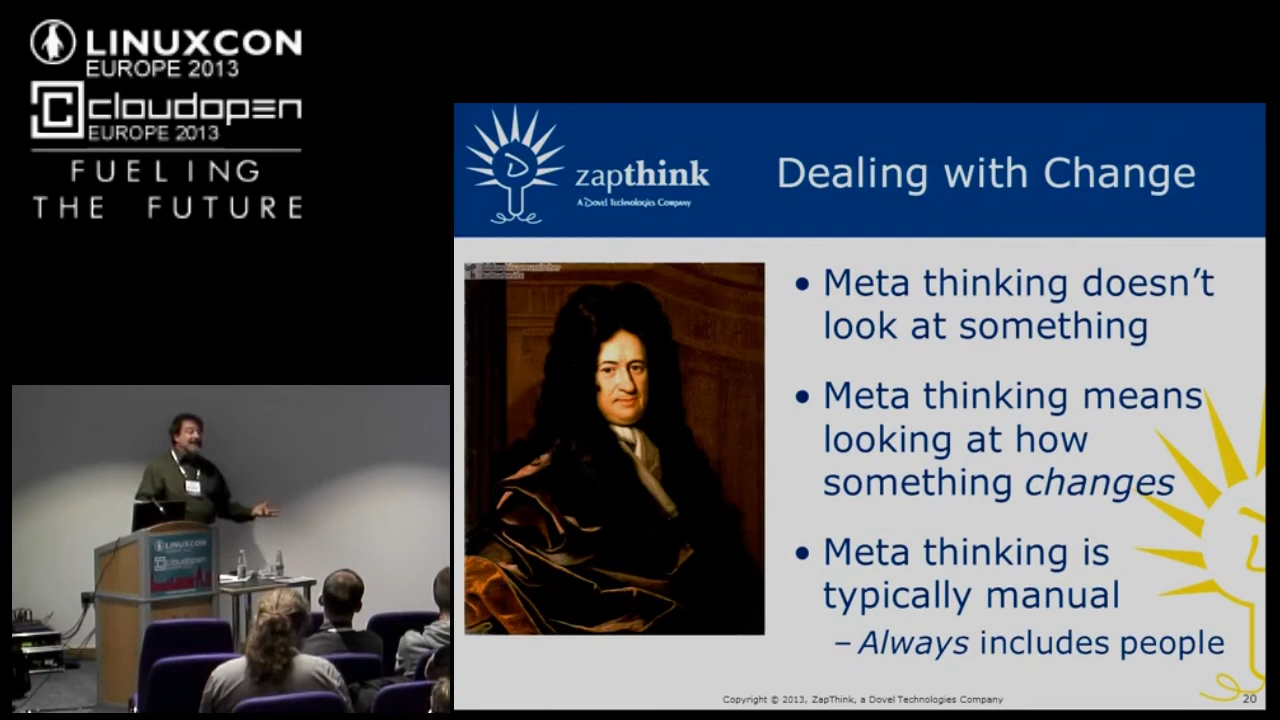 LINUXCON
EUROPE 2013
cloudopen
EUROPE 2013
FUELING
THE FUTURE
zapthink
A Dovel Technologies Company
Dealing with Change
• Meta thinking doesn’t
look at something
• Meta thinking means
looking at how
something changes
• Meta thinking is
typically manual
– Always includes people
Copyright © 2013, ZapThink, a Dovel Technologies Company
20
LINUXCON
cloudopen